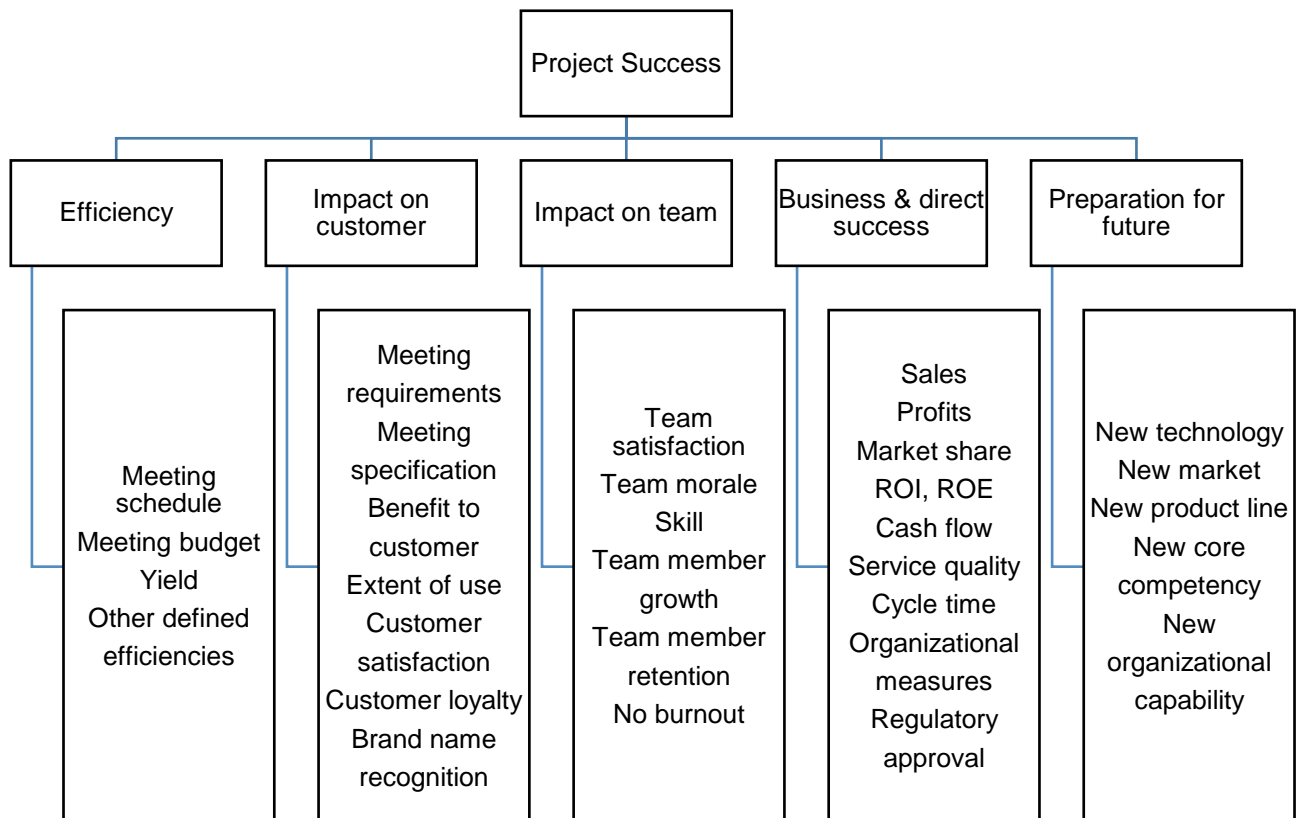 Project Success
Efficiency
Impact on
customer
Impact on team
Business & direct
success
Preparation for
future
Meeting
schedule
Meeting budget
Yield
Other defined
efficiencies
Meeting
requirements
Meeting
specification
Benefit to
customer
Extent of use
Customer
satisfaction
Customer loyalty
Brand name
recognition
Team
satisfaction
Team morale
Skill
Team member
growth
Team member
retention
No burnout
Sales
Profits
Market share
ROI, ROE
Cash flow
Service quality
Cycle time
Organizational
measures
Regulatory
approval
New technology
New market
New product line
New core
competency
New
organizational
capability